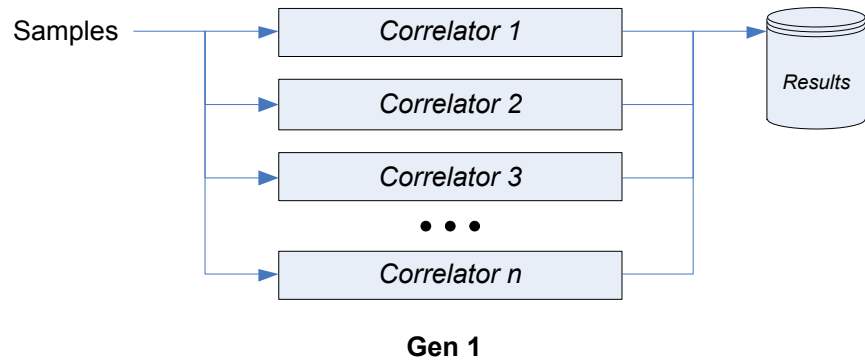 Samples
Correlator 1
Correlator 2
Correlator 3
• • •
Correlator n
Results
Gen 1